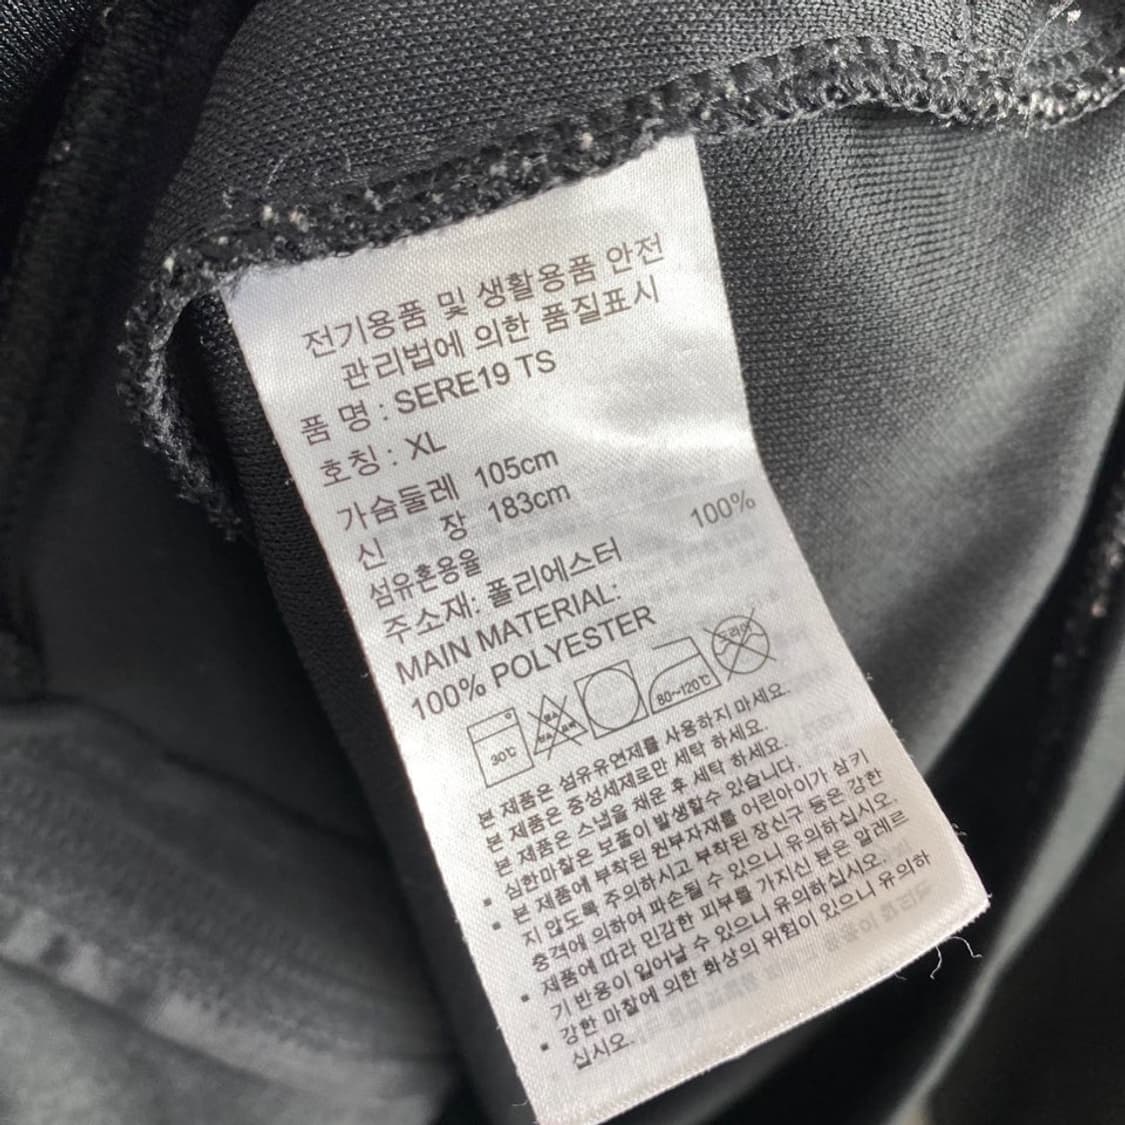 전기용품 및 생활용품 안전
관리법에 의한 품질표시
품 명 : SERE19 TS
호칭 : XL
가슴둘레 105cm
신 장 183cm
섬유혼용율
주소재: 폴리에스터 100%
MAIN MATERIAL:
100% POLYESTER
30℃ 80~120℃ 드라이
본 제품은 섬유유연제를 사용하지 마세요.
본 제품은 중성세제로만 세탁 하세요.
본 제품은 스냅을 채운 후 세탁 하세요.
심한마찰은 보풀이 발생할수 있습니다.
▪ 본 제품에 부착된 원부자재를 어린아이가 삼키
지 않도록 주의하시고 부착된 장신구 등은 강한
충격에 의하여 파손될 수 있으니 유의하십시오.
▪ 제품에 따라 민감한 피부를 가지신 분은 알레르
기 반응이 일어날 수 있으니 유의하십시오.
▪ 강한 마찰에 의한 화상의 위험이 있으니 유의하
십시오.